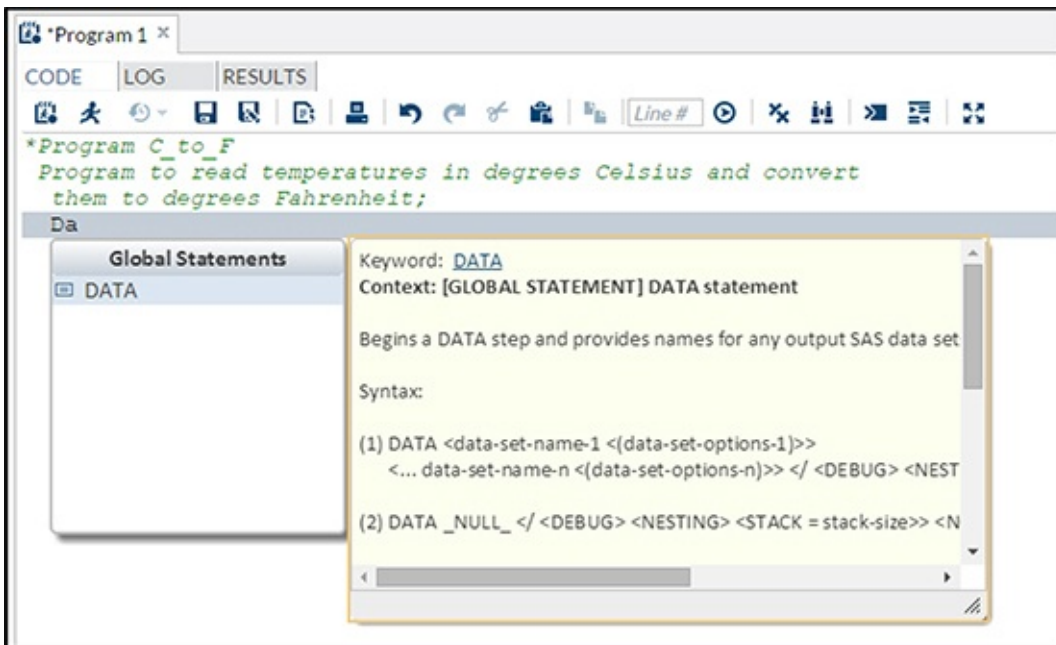 *Program 1 ×
CODE LOG RESULTS
Line #
*Program C_to_F
Program to read temperatures in degrees Celsius and convert
them to degrees Fahrenheit;
Da
Global Statements
DATA
Keyword: DATA
Context: [GLOBAL STATEMENT] DATA statement
Begins a DATA step and provides names for any output SAS data set
Syntax:
(1) DATA <data-set-name-1 <(data-set-options-1)>>
<... data-set-name-n <(data-set-options-n)>> </ <DEBUG> <NEST
(2) DATA _NULL_ </ <DEBUG> <NESTING> <STACK = stack-size>> <N